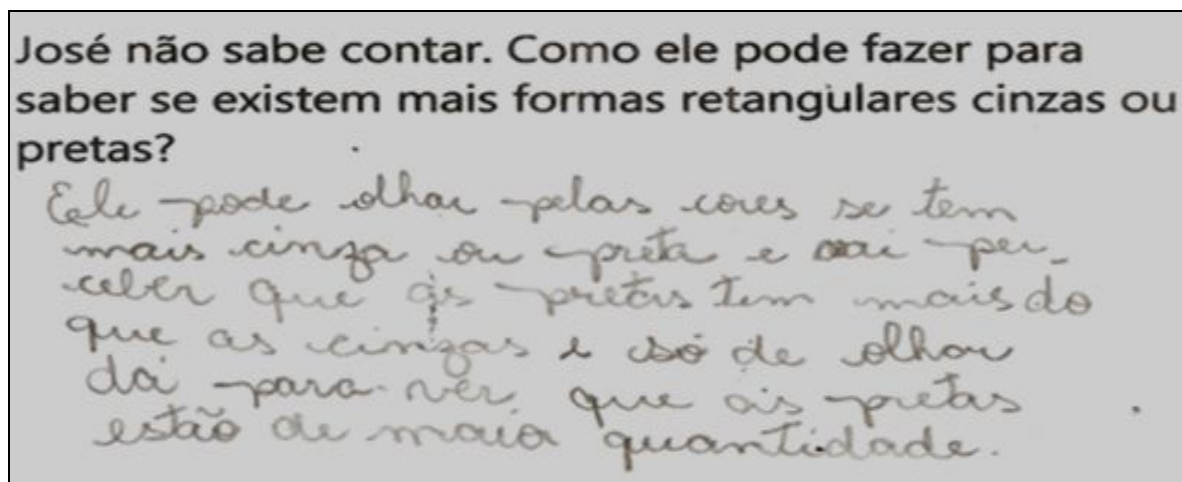 José não sabe contar. Como ele pode fazer para
saber se existem mais formas retangulares cinzas ou
pretas?
Ele pode olhar pelas cores se tem
mais cinza ou preta e vai per-
ceber que as pretas tem mais do
que as cinzas e só de olhar
dá para ver que as pretas
estão de maior quantidade.